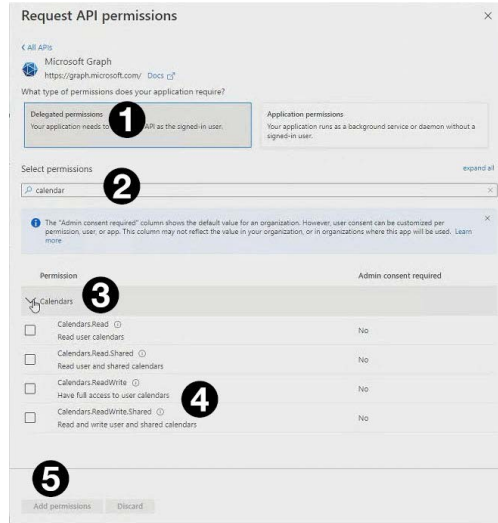 Request API permissions
All APIs
Microsoft Graph
https://graph.microsoft.com/ Docs
What type of permissions does your application require?
Delegated permissions
Your application needs to API as the signed-in user.
1
Application permissions
Your application runs as a background service or daemon without a
signed-in user.
Select permissions
expand all
2
calendar
The "Admin consent required" column shows the default value for an organization. However, user consent can be customized per
permission, user, or app. This column may not reflect the value in your organization, or in organizations where this app will be used. Learn
more
Permission
Admin consent required
Calendars
3
Calendars.Read
Read user calendars
No
Calendars.Read.Shared
Read user and shared calendars
No
Calendars.ReadWrite
Have full access to user calendars
No
4
Calendars.ReadWrite.Shared
Read and write user and shared calendars
No
5
Add permissions Discard